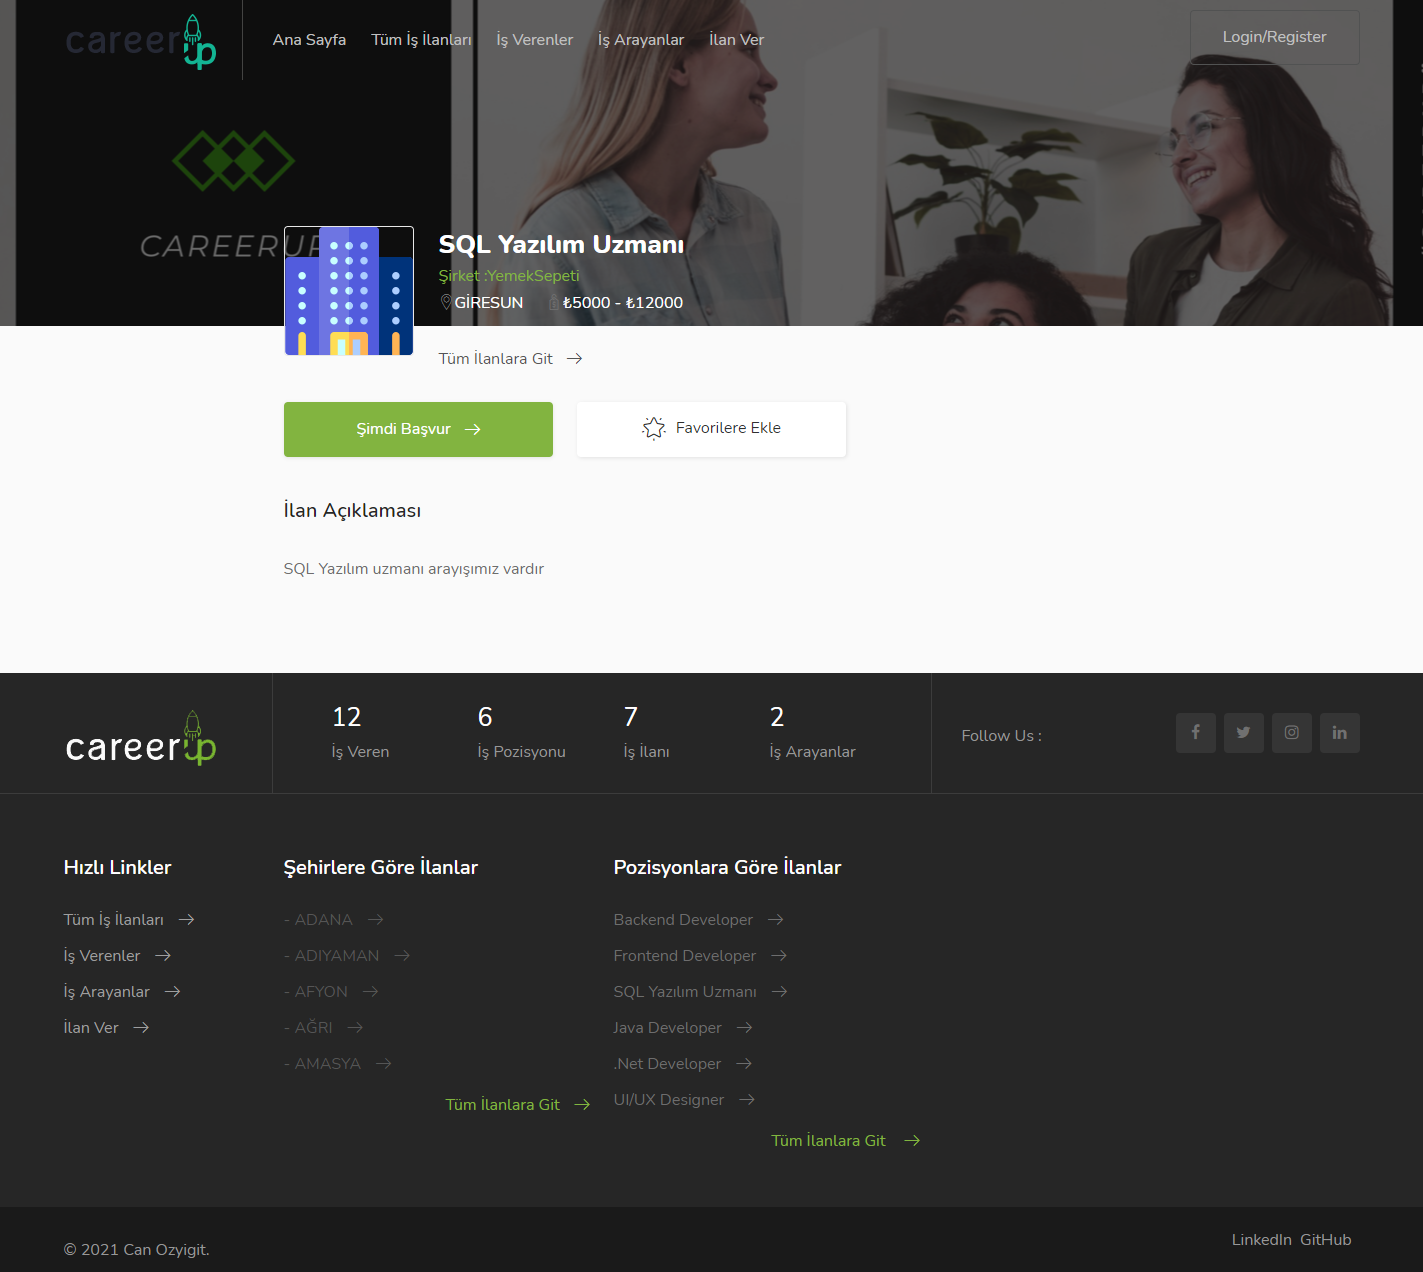 careerup
Ana Sayfa
Tüm İş İlanları
İş Verenler
İş Arayanlar
İlan Ver
Login/Register
CAREERUP
SQL Yazılım Uzmanı
Şirket :YemekSepeti
GİRESUN
₺5000 - ₺12000
Tüm İlanlara Git
Şimdi Başvur
Favorilere Ekle
İlan Açıklaması
SQL Yazılım uzmanı arayışımız vardır
careerup
12
İş Veren
6
İş Pozisyonu
7
İş İlanı
2
İş Arayanlar
Follow Us :
Hızlı Linkler
Tüm İş İlanları
İş Verenler
İş Arayanlar
İlan Ver
Şehirlere Göre İlanlar
- ADANA
- ADIYAMAN
- AFYON
- AĞRI
- AMASYA
Tüm İlanlara Git
Pozisyonlara Göre İlanlar
Backend Developer
Frontend Developer
SQL Yazılım Uzmanı
Java Developer
.Net Developer
UI/UX Designer
Tüm İlanlara Git
© 2021 Can Ozyigit.
LinkedIn GitHub